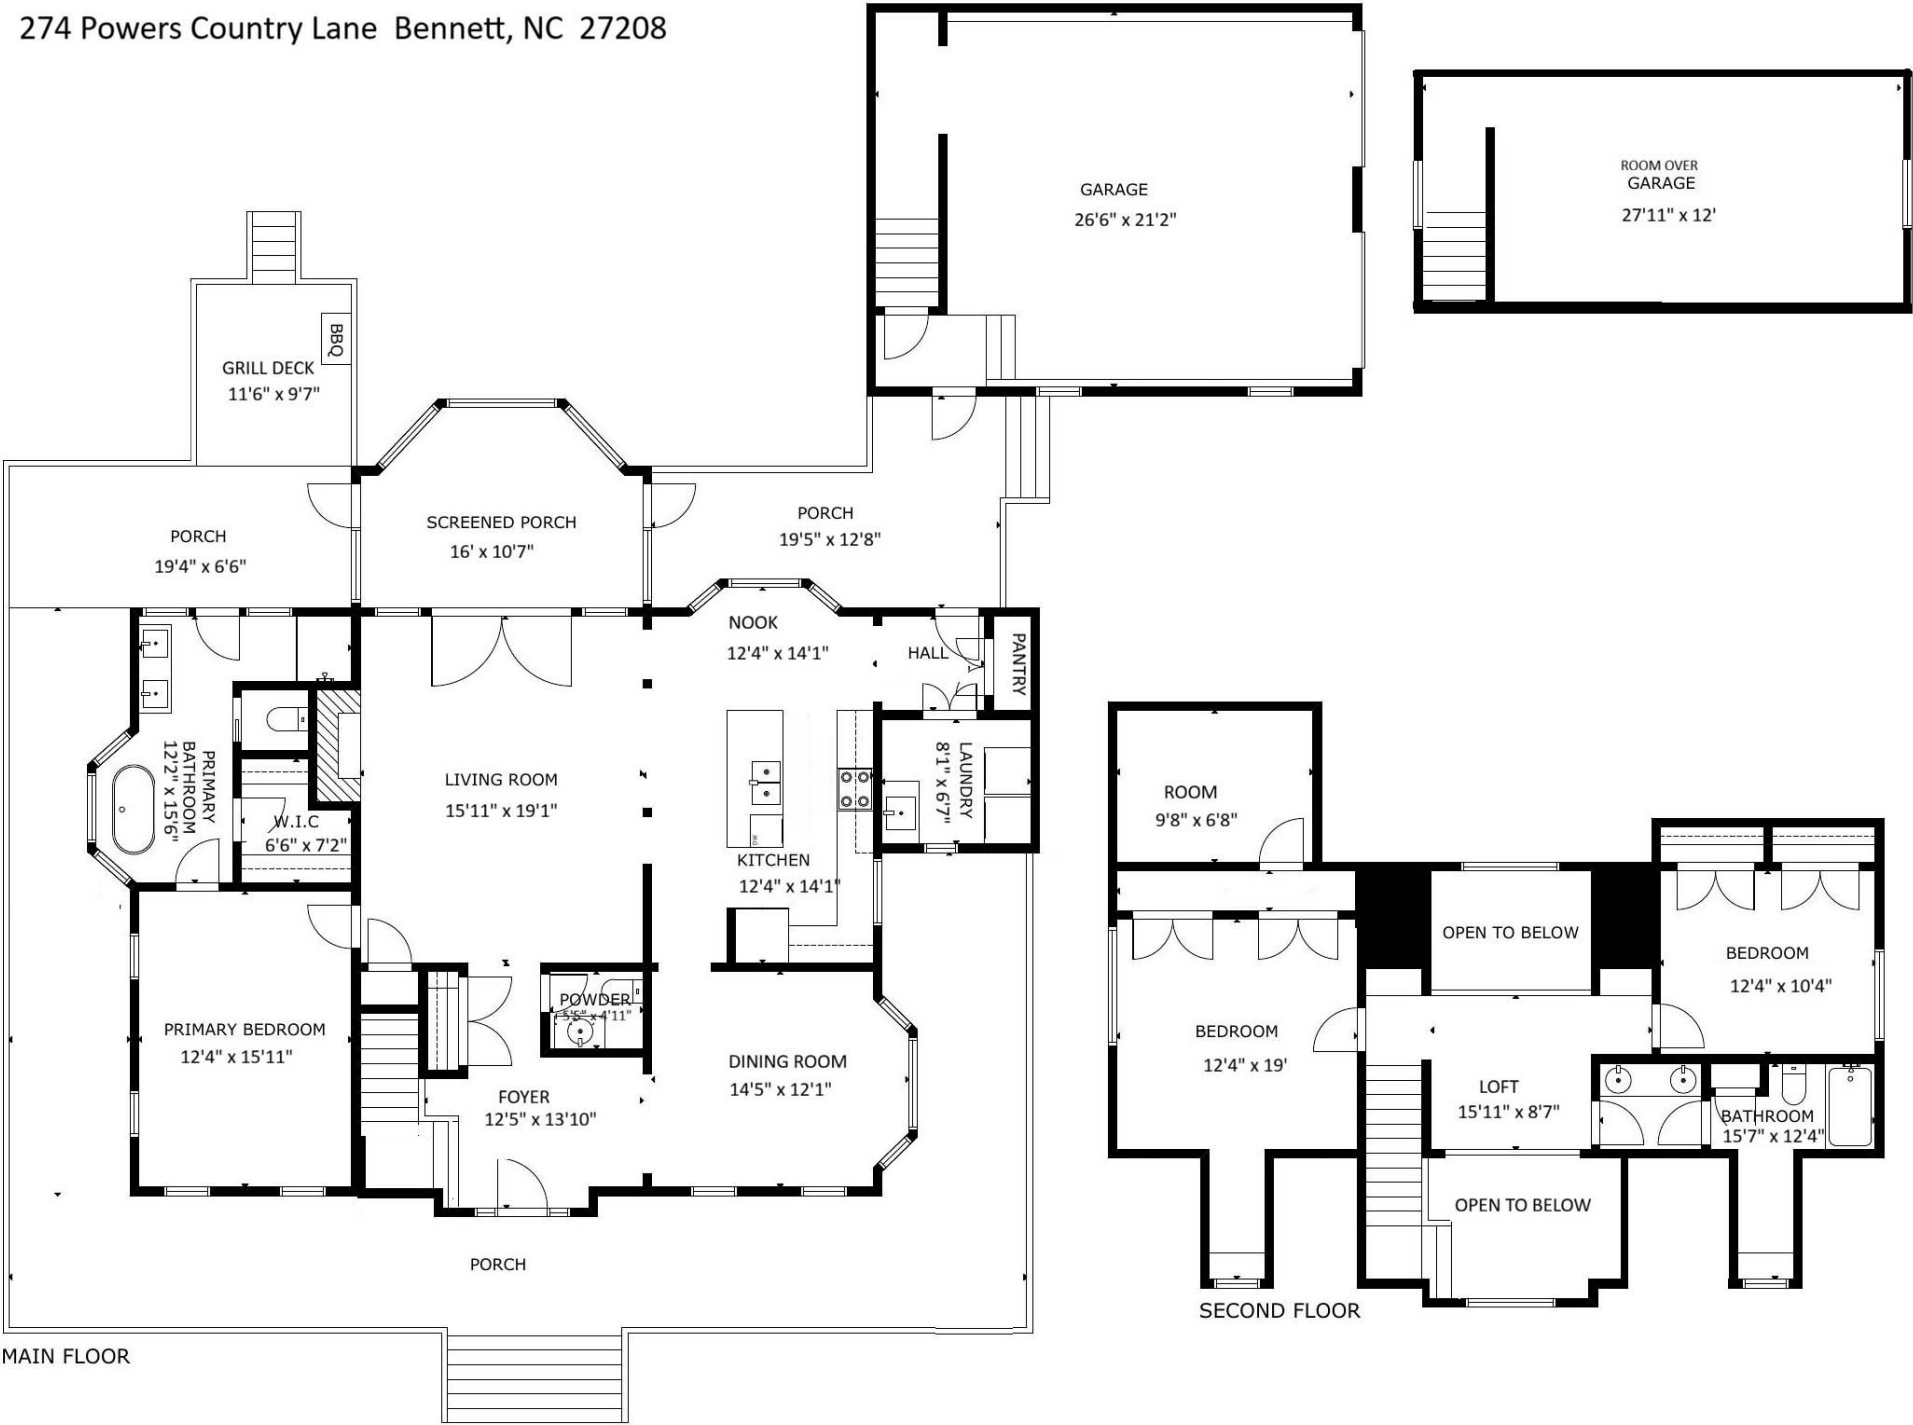 274 Powers Country Lane Bennett, NC 27208
GARAGE
26'6" x 21'2"
ROOM OVER
GARAGE
27'11" x 12'
BBQ
GRILL DECK
11'6" x 9'7"
PORCH
19'4" x 6'6"
SCREENED PORCH
16' x 10'7"
PORCH
19'5" x 12'8"
NOOK
12'4" x 14'1"
HALL
PANTRY
PRIMARY
BATHROOM
12'2" x 15'6"
W.I.C
6'6" x 7'2"
LIVING ROOM
15'11" x 19'1"
DW
KITCHEN
12'4" x 14'1"
LAUNDRY
8'1" x 6'7"
PRIMARY BEDROOM
12'4" x 15'11"
POWDER
5'5" x 4'11"
FOYER
12'5" x 13'10"
DINING ROOM
14'5" x 12'1"
PORCH
MAIN FLOOR
ROOM
9'8" x 6'8"
BEDROOM
12'4" x 19'
OPEN TO BELOW
BEDROOM
12'4" x 10'4"
LOFT
15'11" x 8'7"
BATHROOM
15'7" x 12'4"
OPEN TO BELOW
SECOND FLOOR